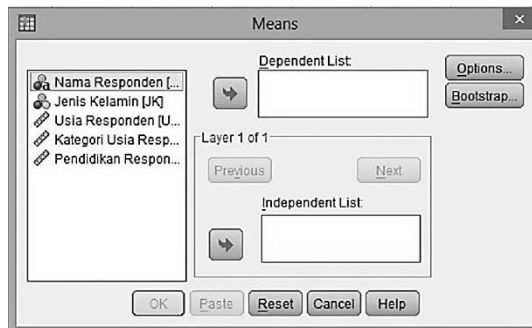 Means
Nama Responden [...
Jenis Kelamin [JK]
Usia Responden [U...
Kategori Usia Resp...
Pendidikan Respon...
Dependent List:
Options...
Bootstrap...
Layer 1 of 1
Previous
Next
Independent List:
OK
Paste
Reset
Cancel
Help